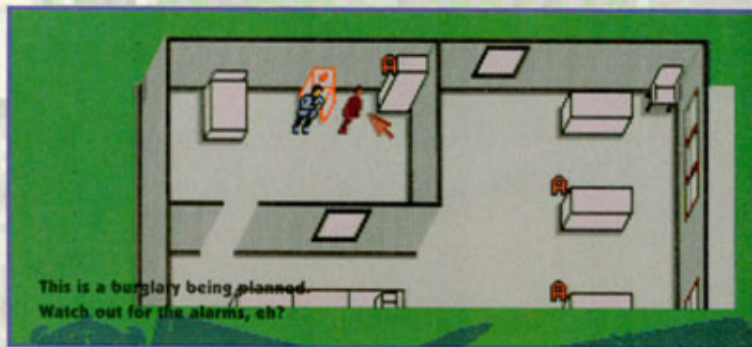 This is a burglary being planned.
Watch out for the alarms, eh?